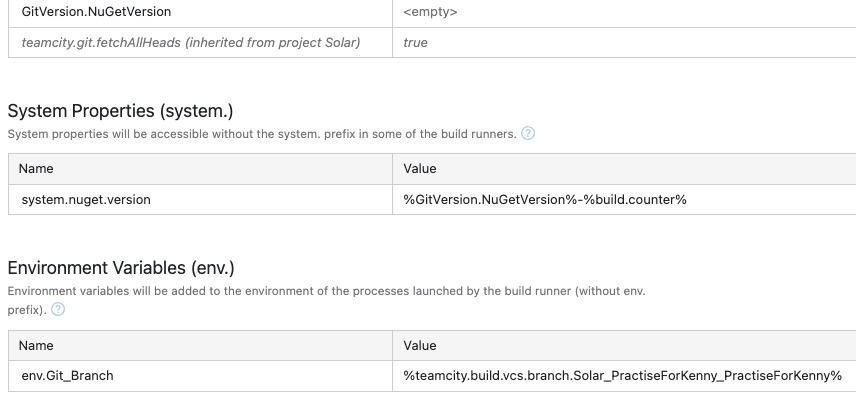 GitVersion.NuGetVersion <empty>
teamcity.git.fetchAllHeads (inherited from project Solar) true
System Properties (system.)
System properties will be accessible without the system. prefix in some of the build runners. ?
Name Value
system.nuget.version %GitVersion.NuGetVersion%-%build.counter%
Environment Variables (env.)
Environment variables will be added to the environment of the processes launched by the build runner (without env.
prefix). ?
Name Value
env.Git_Branch %teamcity.build.vcs.branch.Solar_PractiseForKenny_PractiseForKenny%